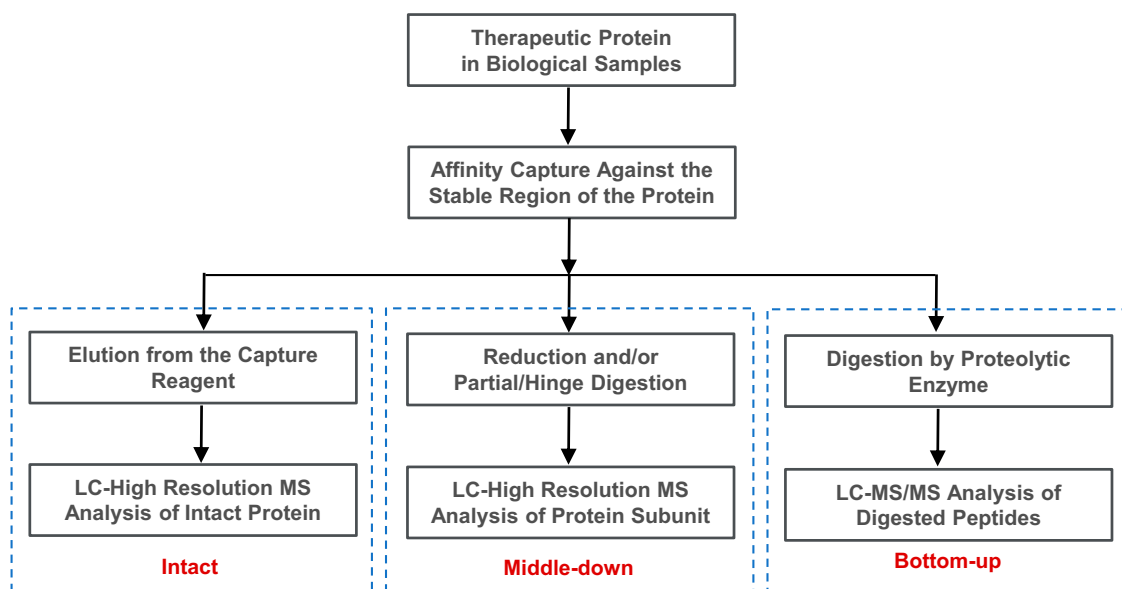 Therapeutic Protein
in Biological Samples
Affinity Capture Against the
Stable Region of the Protein
Elution from the Capture
Reagent
LC-High Resolution MS
Analysis of Intact Protein
Intact
Reduction and/or
Partial/Hinge Digestion
LC-High Resolution MS
Analysis of Protein Subunit
Middle-down
Digestion by Proteolytic
Enzyme
LC-MS/MS Analysis of
Digested Peptides
Bottom-up